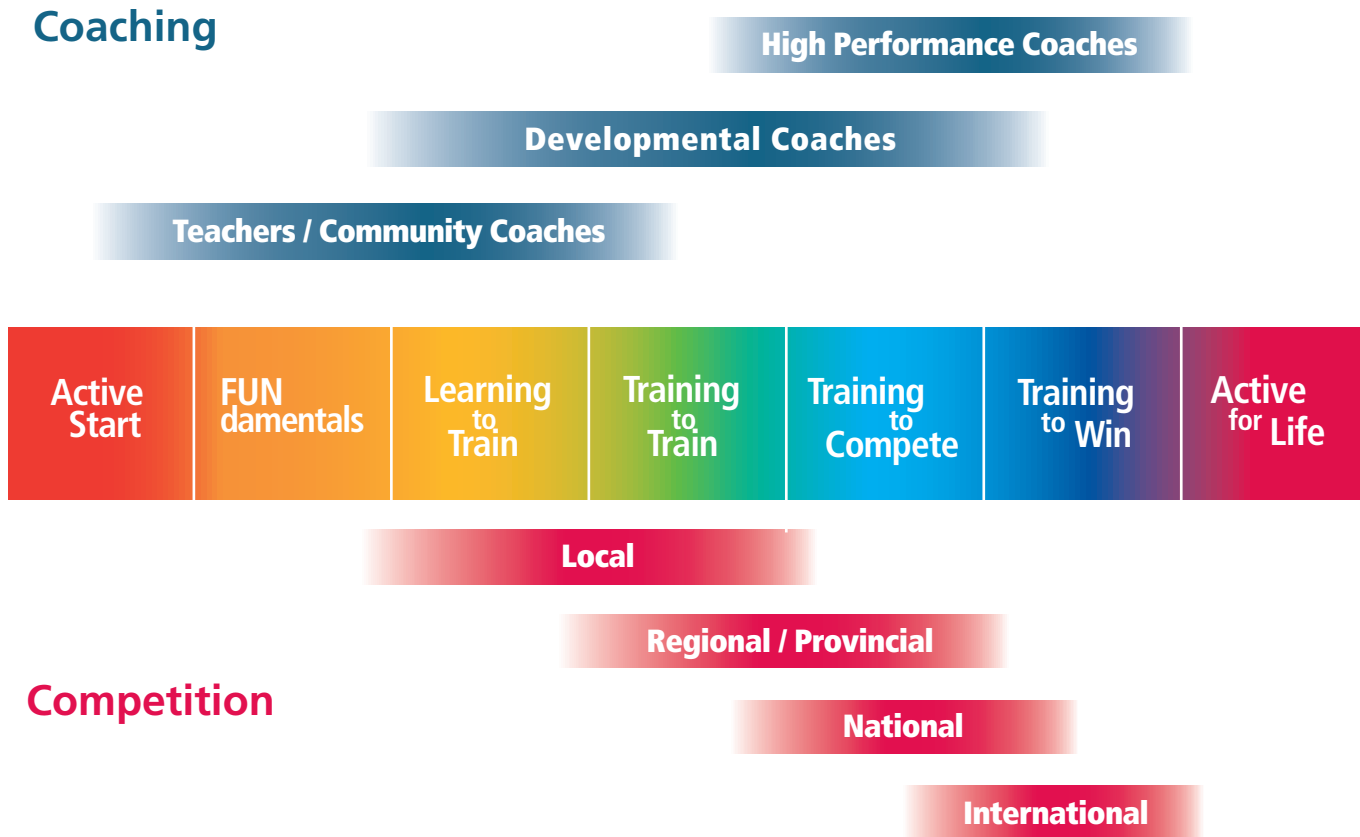 Coaching
High Performance Coaches
Developmental Coaches
Teachers / Community Coaches
Active
Start
FUN
damentals
Learning
to
Train
Training
to
Train
Training
to
Compete
Training
to Win
Active
for Life
Local
Regional / Provincial
Competition
National
International